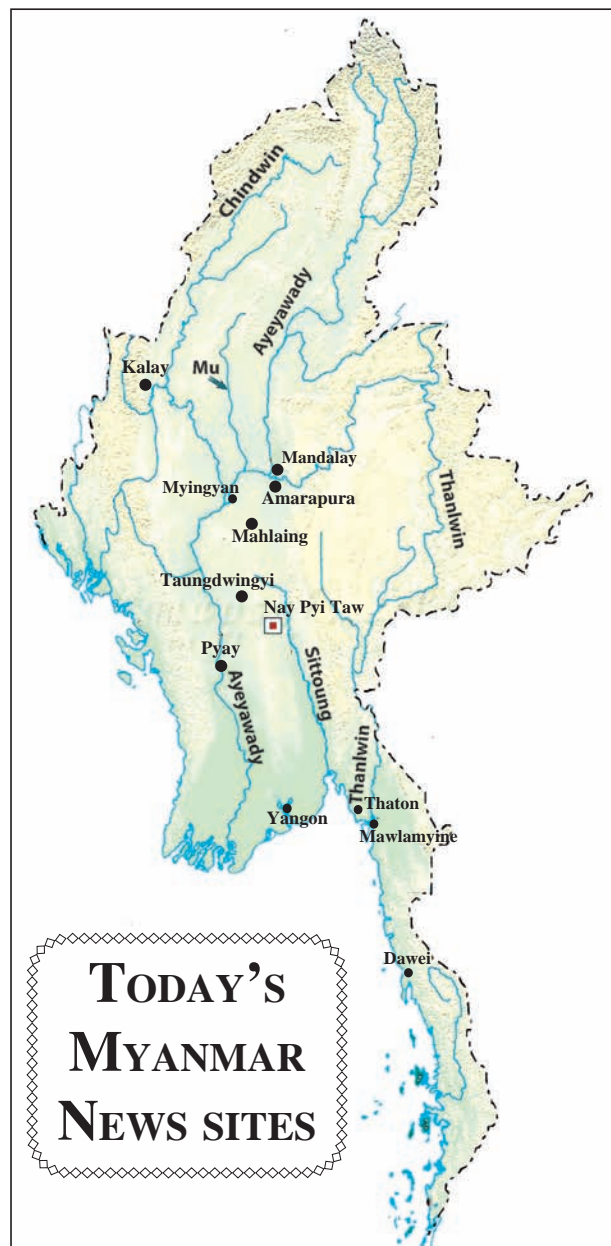 Chindwin
Ayeyawady
Kalay
Mu
Mandalay
Myingyan
Amarapura
Thanlwin
Mahlaing
Taungdwingyi
Nay Pyi Taw
Pyay
Ayeyawady
Sittoung
Thanlwin
Thaton
Yangon
Mawlamyine
Dawei
TODAY'S
MYANMAR
NEWS SITES